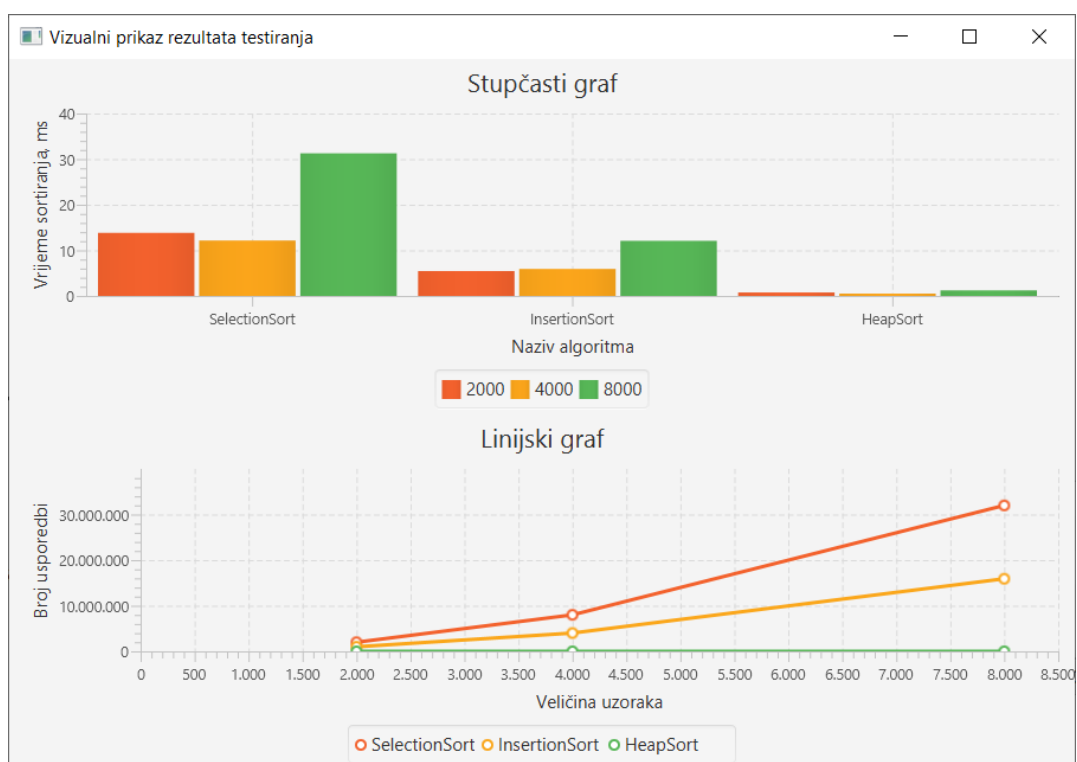 Vizualni prikaz rezultata testiranja
Stupčasti graf
Vrijeme sortiranja, ms
40
30
20
10
0
SelectionSort InsertionSort HeapSort
Naziv algoritma
2000 4000 8000
Linijski graf
Broj usporedbi
30.000.000
20.000.000
10.000.000
0
0 500 1.000 1.500 2.000 2.500 3.000 3.500 4.000 4.500 5.000 5.500 6.000 6.500 7.000 7.500 8.000 8.500
Veličina uzoraka
SelectionSort InsertionSort HeapSort